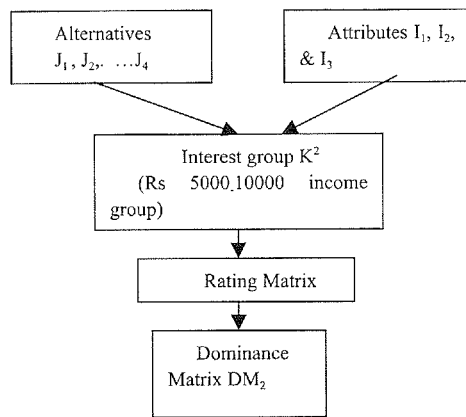 Alternatives
J₁, J₂,. ...J₄
Attributes I₁, I₂,
& I₃
Interest group K²
(Rs 5000-10000 income
group)
Rating Matrix
Dominance
Matrix DM₂